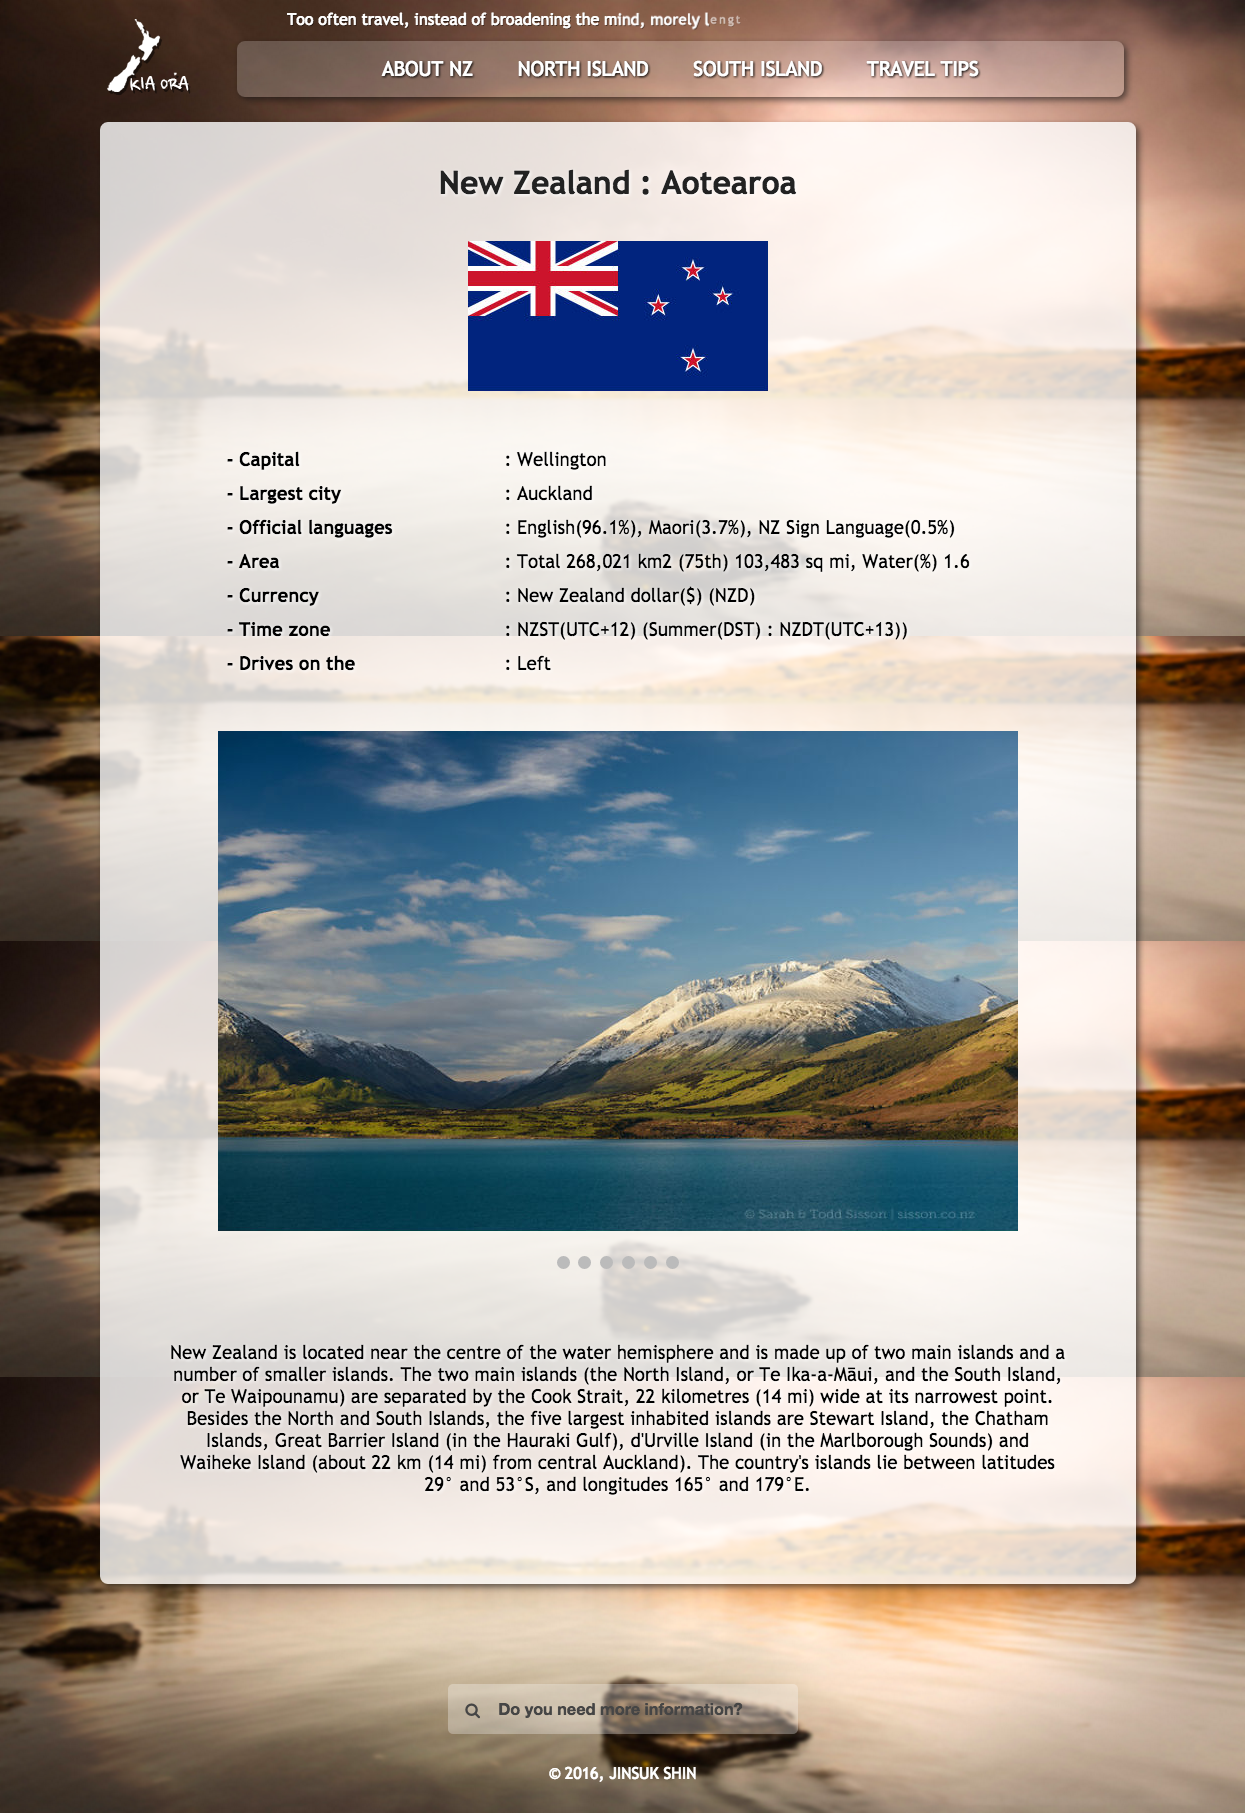 Too often travel, instead of broadening the mind, morely lengt
KIA ORA
ABOUT NZ NORTH ISLAND SOUTH ISLAND TRAVEL TIPS
New Zealand : Aotearoa
- Capital : Wellington
- Largest city : Auckland
- Official languages : English(96.1%), Maori(3.7%), NZ Sign Language(0.5%)
- Area : Total 268,021 km2 (75th) 103,483 sq mi, Water(%) 1.6
- Currency : New Zealand dollar($) (NZD)
- Time zone : NZST(UTC+12) (Summer(DST) : NZDT(UTC+13))
- Drives on the : Left
© Sarah & Todd Sisson | sisson.co.nz
New Zealand is located near the centre of the water hemisphere and is made up of two main islands and a
number of smaller islands. The two main islands (the North Island, or Te Ika-a-Māui, and the South Island,
or Te Waipounamu) are separated by the Cook Strait, 22 kilometres (14 mi) wide at its narrowest point.
Besides the North and South Islands, the five largest inhabited islands are Stewart Island, the Chatham
Islands, Great Barrier Island (in the Hauraki Gulf), d'Urville Island (in the Marlborough Sounds) and
Waiheke Island (about 22 km (14 mi) from central Auckland). The country's islands lie between latitudes
29° and 53°S, and longitudes 165° and 179°E.
Do you need more information?
© 2016, JINSUK SHIN